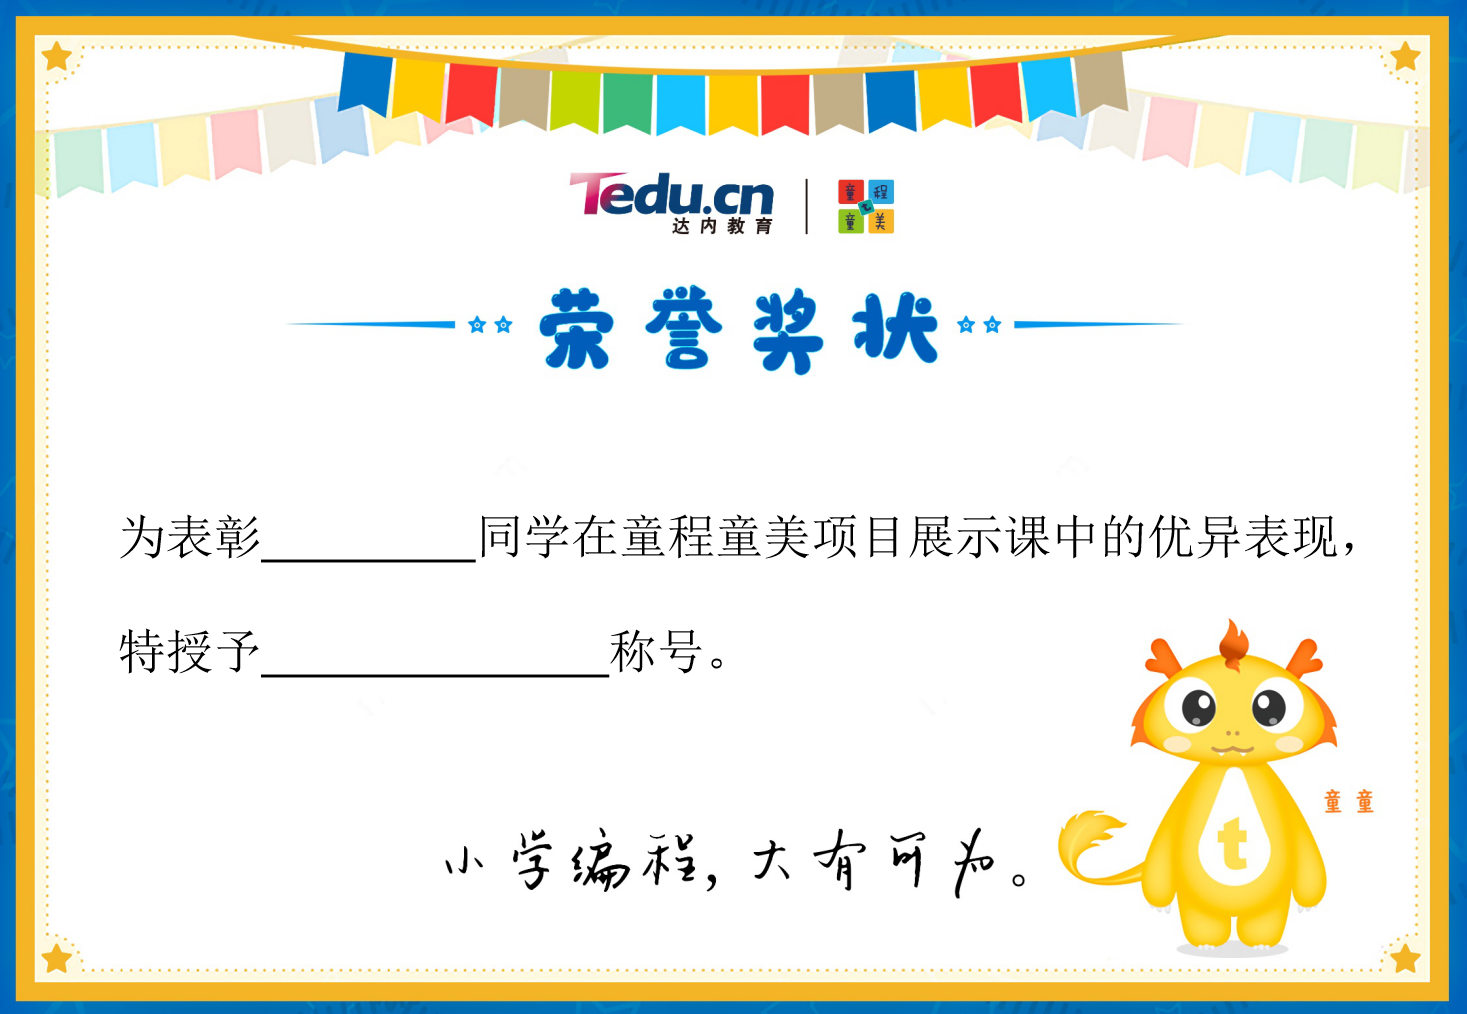 Tedu.cn
达内教育
童程
童美
荣誉奖状
为表彰_________同学在童程童美项目展示课中的优异表现，
特授予______________称号。
t
童童
小学编程，大有可为。